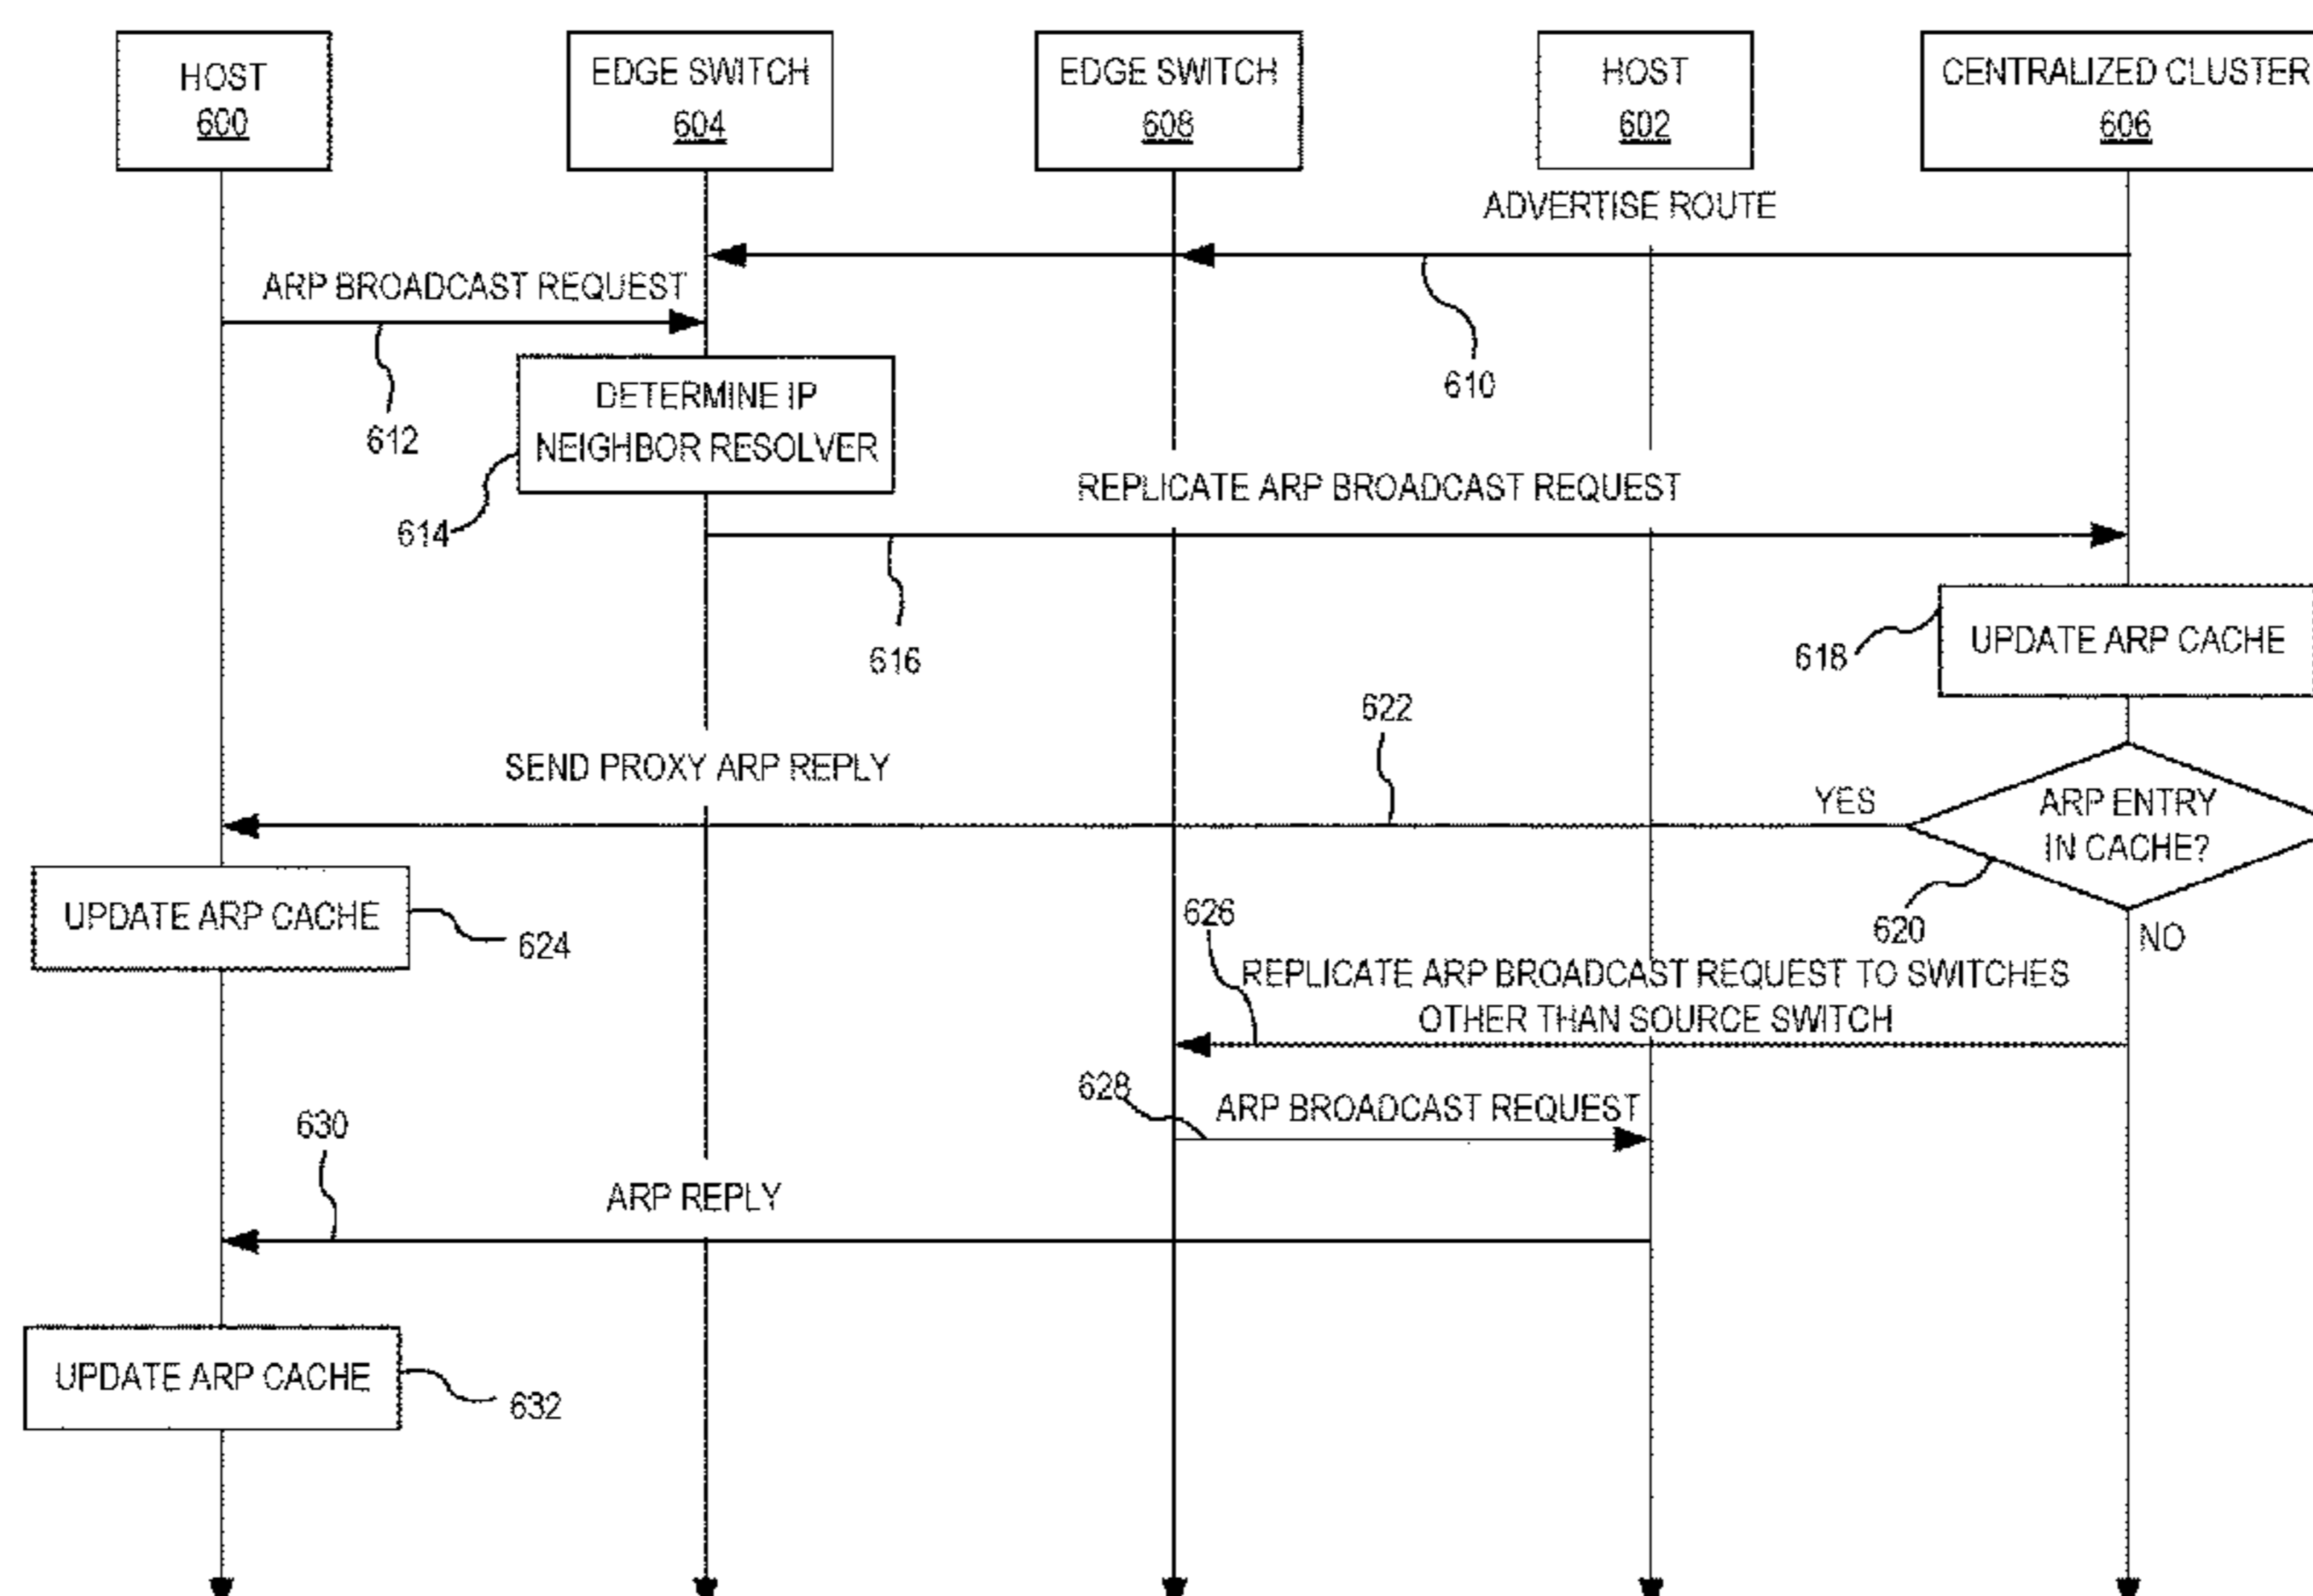 HOST
600
EDGE SWITCH
604
EDGE SWITCH
608
HOST
602
CENTRALIZED CLUSTER
606
ADVERTISE ROUTE
610
ARP BROADCAST REQUEST
612
DETERMINE IP
NEIGHBOR RESOLVER
614
REPLICATE ARP BROADCAST REQUEST
616
UPDATE ARP CACHE
618
622
SEND PROXY ARP REPLY
YES
ARP ENTRY
IN CACHE?
620
NO
UPDATE ARP CACHE
624
626
REPLICATE ARP BROADCAST REQUEST TO SWITCHES
OTHER THAN SOURCE SWITCH
628
ARP BROADCAST REQUEST
630
ARP REPLY
UPDATE ARP CACHE
632